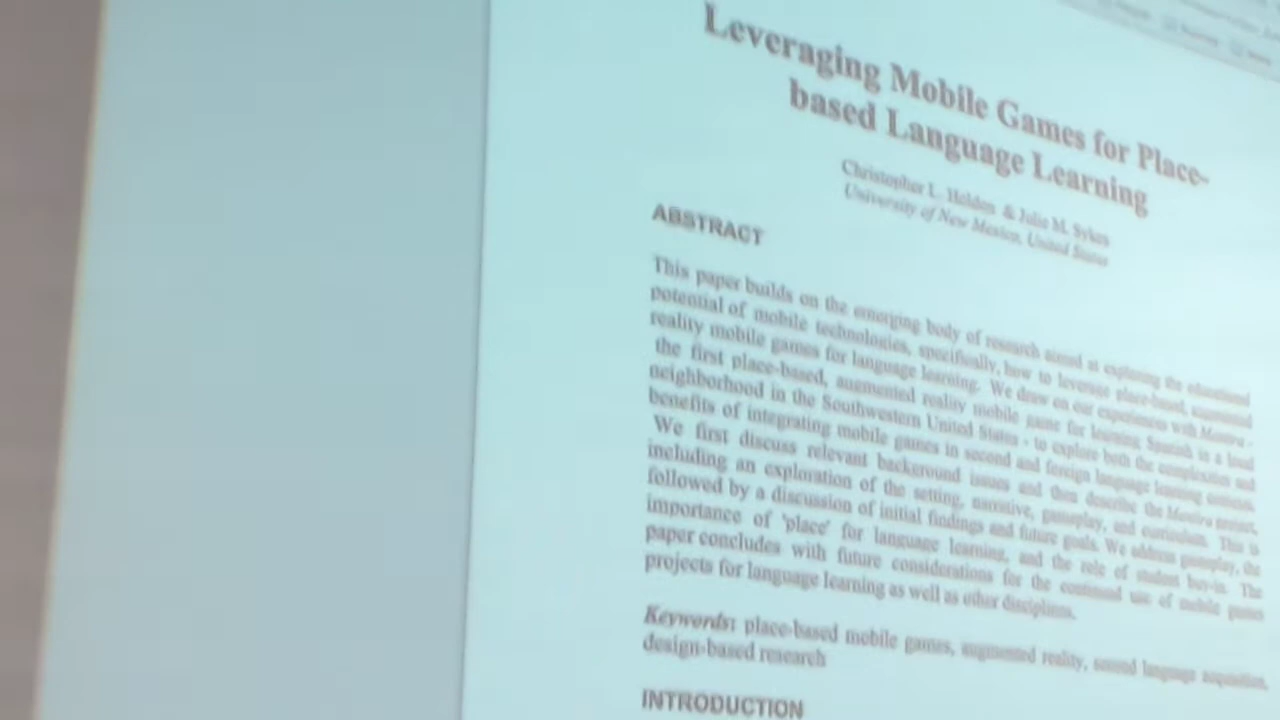 Leveraging Mobile Games for Place-
based Language Learning
Christopher L. Holden & Julie M. Sykes
University of New Mexico, United States
ABSTRACT
This paper builds on the emerging body of research aimed at exploring the educational
potential of mobile technologies, specifically, how to leverage place-based, augmented
reality mobile games for language learning. We draw on our experiences with Mentira -
the first place-based, augmented reality mobile game for learning Spanish in a local
neighborhood in the Southwestern United States - to explore both the complexities and
benefits of integrating mobile games in second and foreign language learning contexts.
We first discuss relevant background issues and then describe the Mentira project,
including an exploration of the setting, narrative, gameplay, and curriculum. This is
followed by a discussion of initial findings and future goals. We address gameplay, the
importance of 'place' for language learning, and the role of student buy-in. The
paper concludes with future considerations for the continued use of mobile games
projects for language learning as well as other disciplines.
Keywords: place-based mobile games, augmented reality, second language acquisition,
design-based research
INTRODUCTION